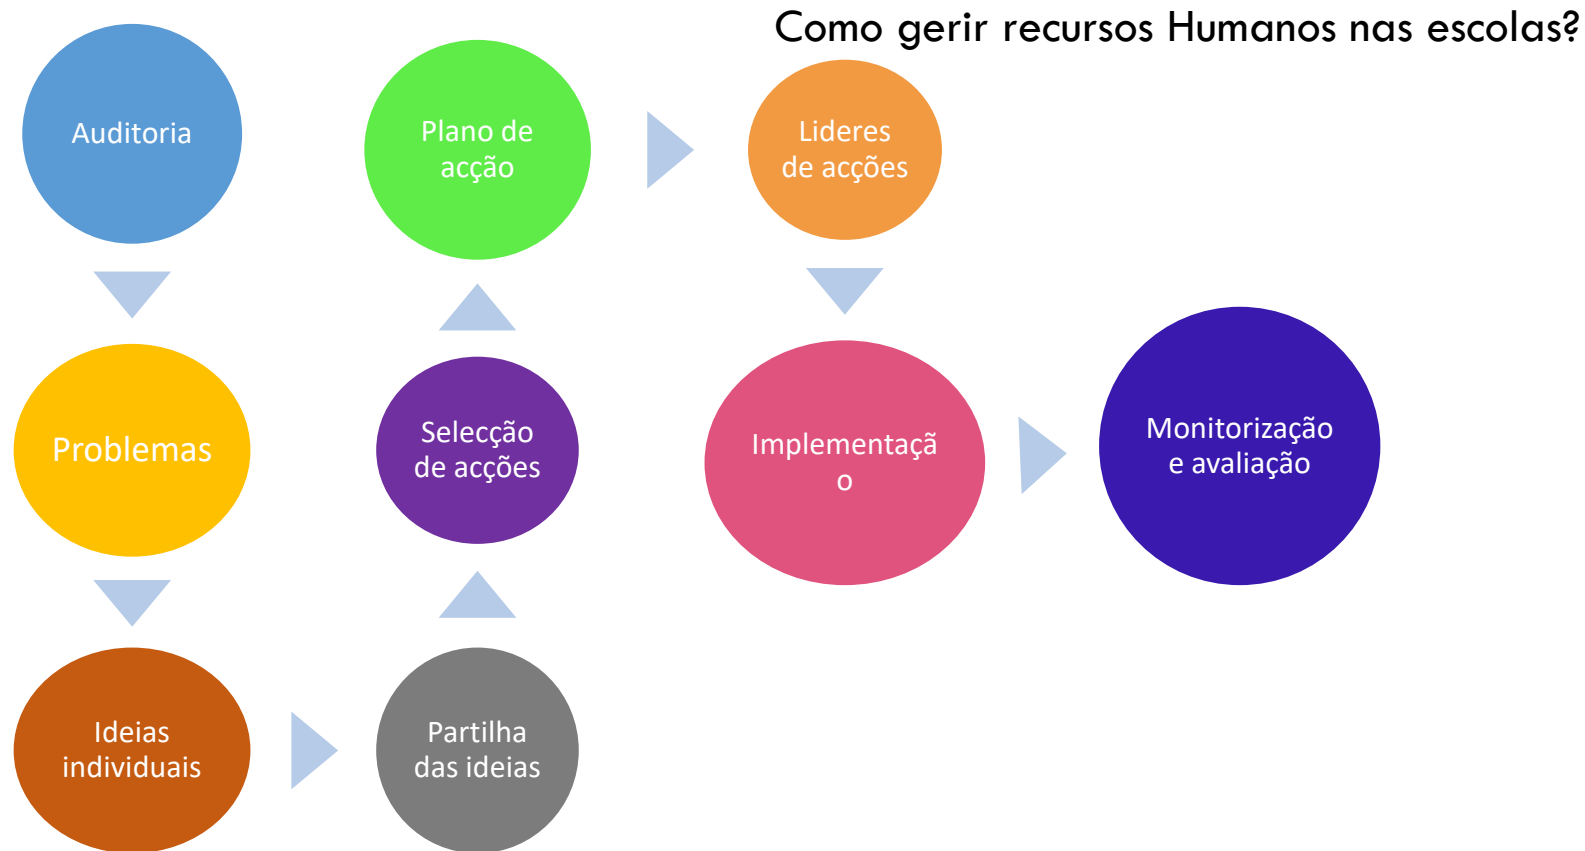 Como gerir recursos Humanos nas escolas?
Auditoria
Problemas
Ideias
individuais
Partilha
das ideias
Selecção
de acções
Plano de
acção
Lideres
de acções
Implementaçã
o
Monitorização
e avaliação